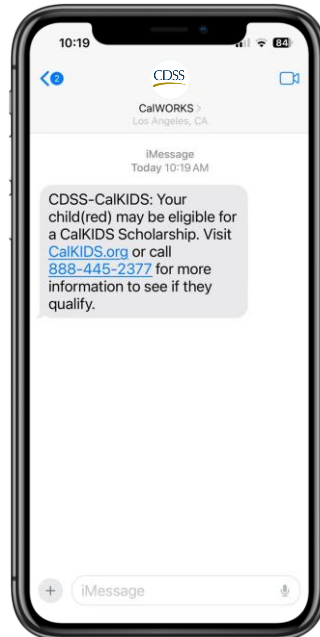 10:19
84
2
CDSS
CalWORKS >
Los Angeles, CA
iMessage
Today 10:19 AM
CDSS-CalKIDS: Your
child(red) may be eligible for
a CalKIDS Scholarship. Visit
CalKIDS.org or call
888-445-2377 for more
information to see if they
qualify.
iMessage